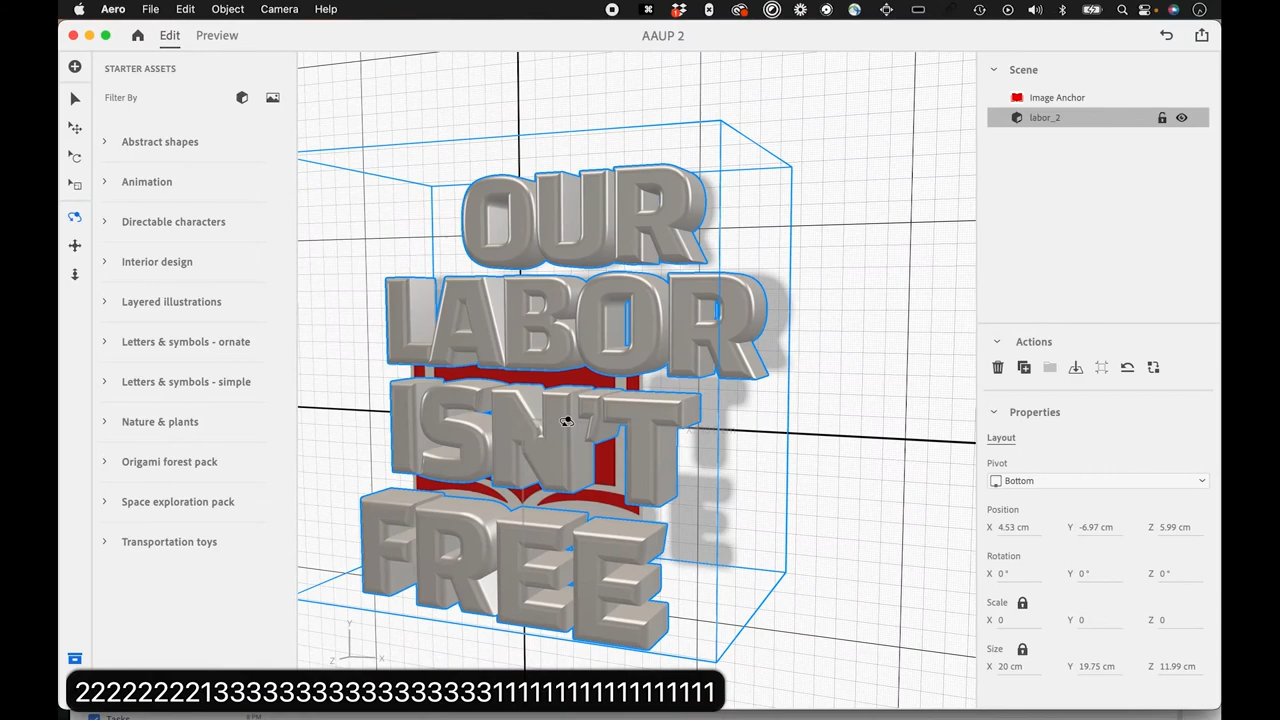 Aero File Edit Object Camera Help
Edit Preview
AAUP 2
STARTER ASSETS
Filter By
Abstract shapes
Animation
Directable characters
Interior design
Layered illustrations
Letters & symbols - ornate
Letters & symbols - simple
Nature & plants
Origami forest pack
Space exploration pack
Transportation toys
OUR
LABOR
ISN'T
FREE
Y
Z X
Scene
Image Anchor
labor_2
Actions
Properties
Layout
Pivot
Bottom
Position
X 4.53 cm Y -6.97 cm Z 5.99 cm
Rotation
X 0° Y 0° Z 0°
Scale
X 0 Y 0 Z 0
Size
X 20 cm Y 19.75 cm Z 11.99 cm
2222222213333333333333333331111111111111111
Tasks